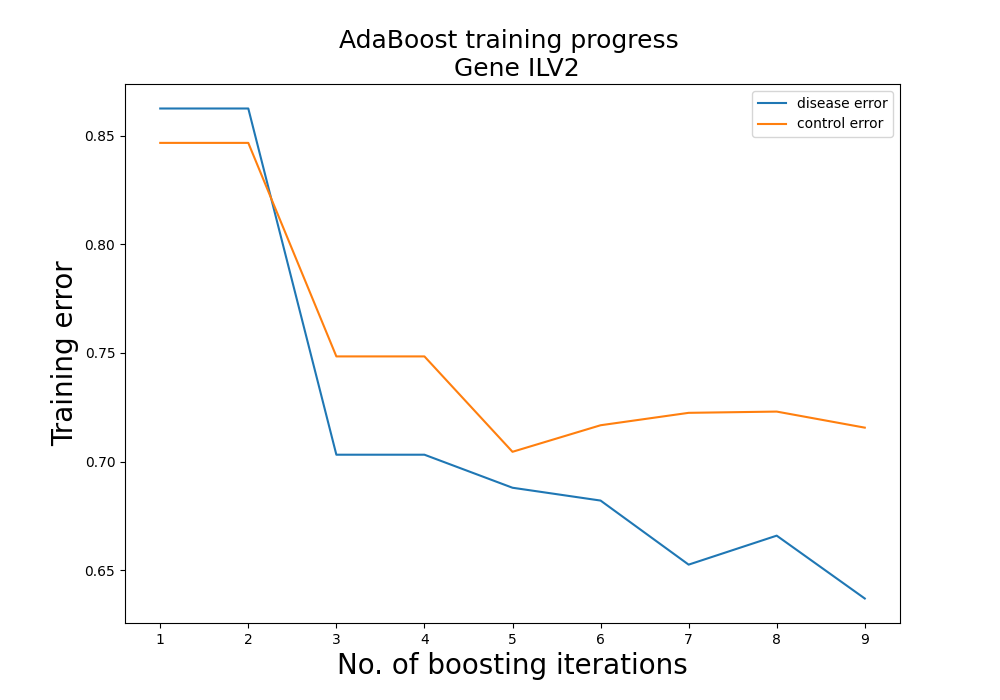 AdaBoost training progress
Gene ILV2
disease error
control error
Training error
0.85
0.80
0.75
0.70
0.65
1 2 3 4 5 6 7 8 9
No. of boosting iterations